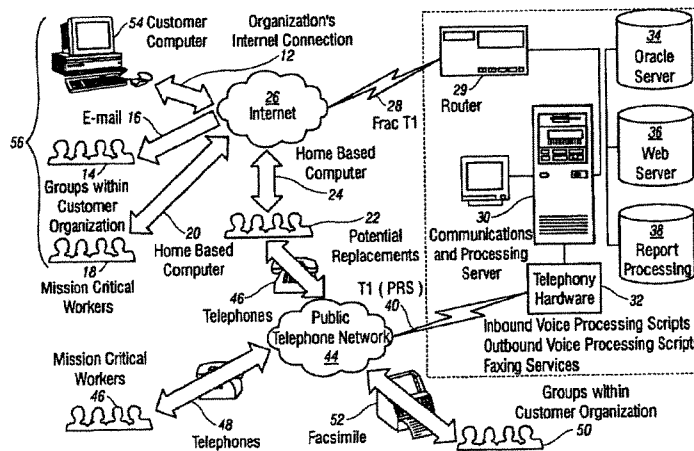 54 Customer
Computer
Organization's
Internet Connection
12
E-mail 16
26
Internet
28
Frac T1
29
Router
34
Oracle
Server
36
Web
Server
38
Report
Processing
56
14
Groups within
Customer
Organization
18
Mission Critical
Workers
20
Home Based
Computer
Home Based
Computer
24
22
Potential
Replacements
30
Communications
and Processing
Server
Telephony
Hardware
32
Inbound Voice Processing Scripts
Outbound Voice Processing Script
Faxing Services
46
Telephones
T1 ( PRS )
40
Public
Telephone Network
44
Mission Critical
Workers
46
48
Telephones
52
Facsimile
Groups within
Customer Organization
50